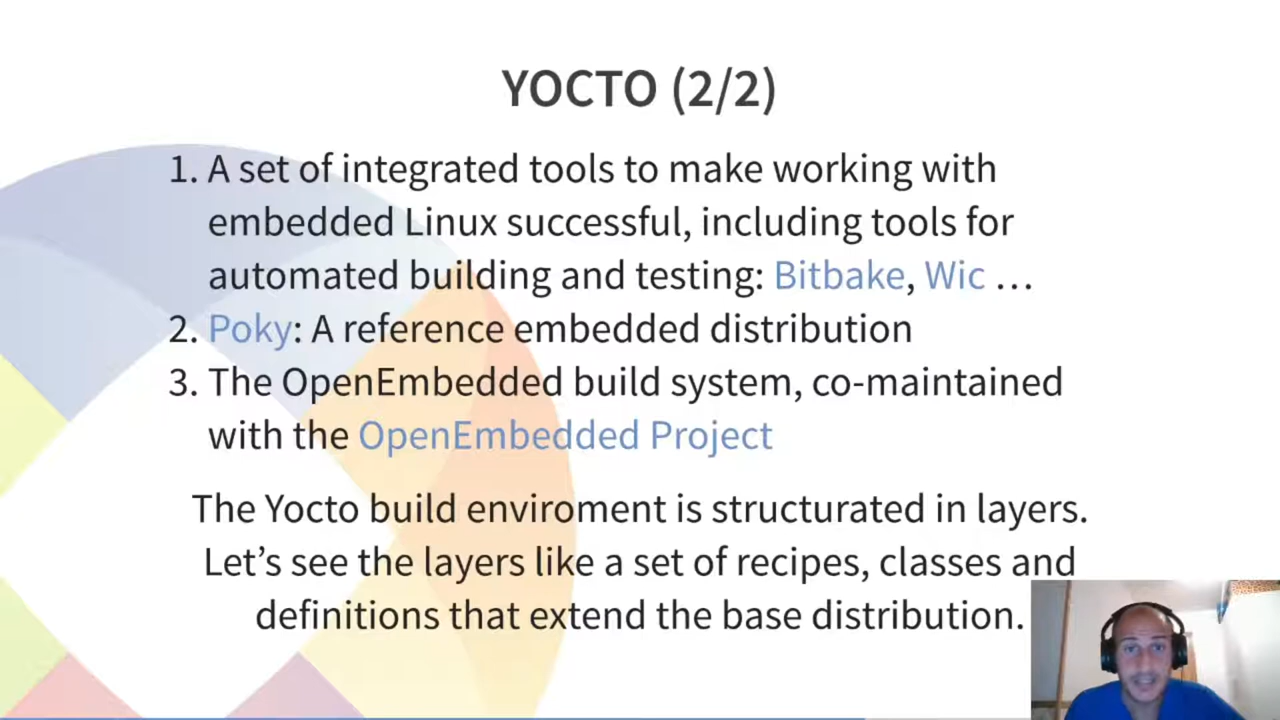 YOCTO (2/2)
1. A set of integrated tools to make working with
embedded Linux successful, including tools for
automated building and testing: Bitbake, Wic ...
2. Poky: A reference embedded distribution
3. The OpenEmbedded build system, co-maintained
with the OpenEmbedded Project
The Yocto build enviroment is structurated in layers.
Let’s see the layers like a set of recipes, classes and
definitions that extend the base distribution.